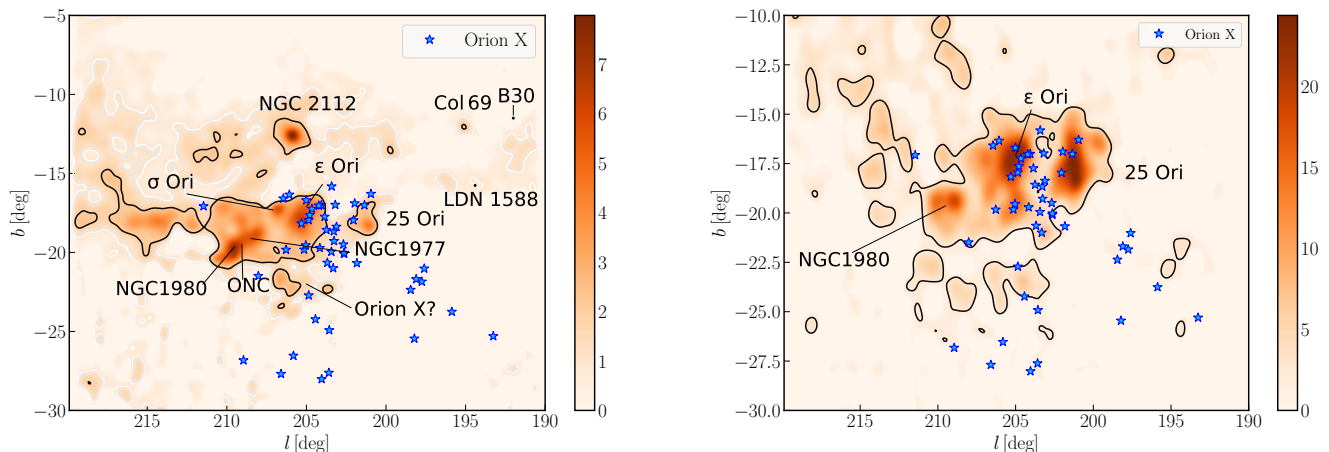 Orion X
NGC 2112
Col 69
B30
σ Ori
ε Ori
LDN 1588
25 Ori
NGC1977
NGC1980
ONC
Orion X?
−5
−10
−15
−20
−25
−30
b [deg]
215
210
205
200
195
190
l [deg]
7
6
5
4
3
2
1
0
Orion X
ε Ori
25 Ori
NGC1980
−10.0
−12.5
−15.0
−17.5
−20.0
−22.5
−25.0
−27.5
−30.0
b [deg]
215
210
205
200
195
l [deg]
20
15
10
5
0